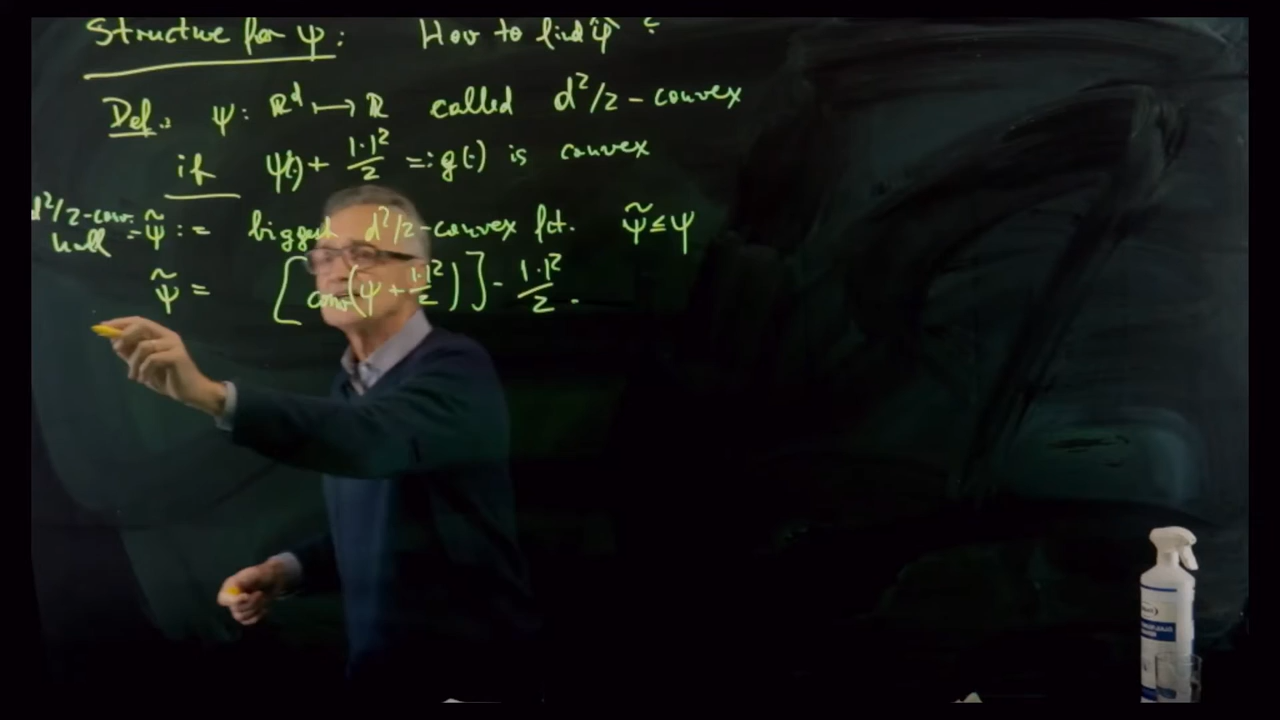 Structure for ψ: How to find ψ̂ ?
Def.: ψ: ℝ^d ↦ ℝ called d²/2 - convex
if ψ(·) + |·|²/2 =: g(·) is convex
d²/2-conv. hull = ψ̃ := biggest d²/2-convex fct. ψ̃ ≤ ψ
ψ̃ = [conv(ψ + |·|²/2)] - |·|²/2.